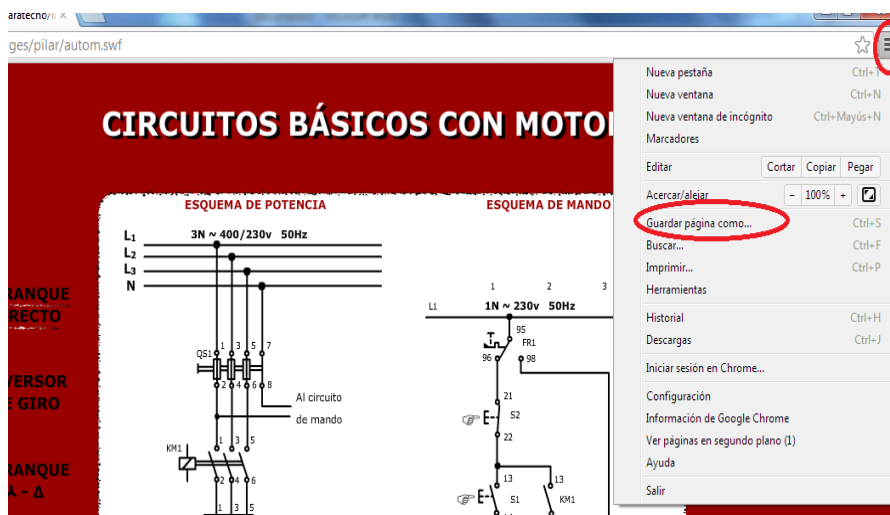 aratecno/
ges/pilar/autom.swf
CIRCUITOS BÁSICOS CON MOTO
ESQUEMA DE POTENCIA
L1 3N ~ 400/230v 50Hz
L2
L3
N
1 3 5 7
QS1
2 4 6 8
Al circuito
de mando
KM1
1 3 5
2 4 6
1 3 5
ESQUEMA DE MANDO
1 2 3
L1 1N ~ 230v 50Hz
95
FR1
96 98
21
S2
22
13 13
S1 KM1
RANQUE
RECTO
VERSOR
E GIRO
RANQUE
⅄ - Δ
Nueva pestaña Ctrl+T
Nueva ventana Ctrl+N
Nueva ventana de incógnito Ctrl+Mayús+N
Marcadores
Editar Cortar Copiar Pegar
Acercar/alejar - 100% +
Guardar página como... Ctrl+S
Buscar... Ctrl+F
Imprimir... Ctrl+P
Herramientas
Historial Ctrl+H
Descargas Ctrl+J
Iniciar sesión en Chrome...
Configuración
Información de Google Chrome
Ver páginas en segundo plano (1)
Ayuda
Salir